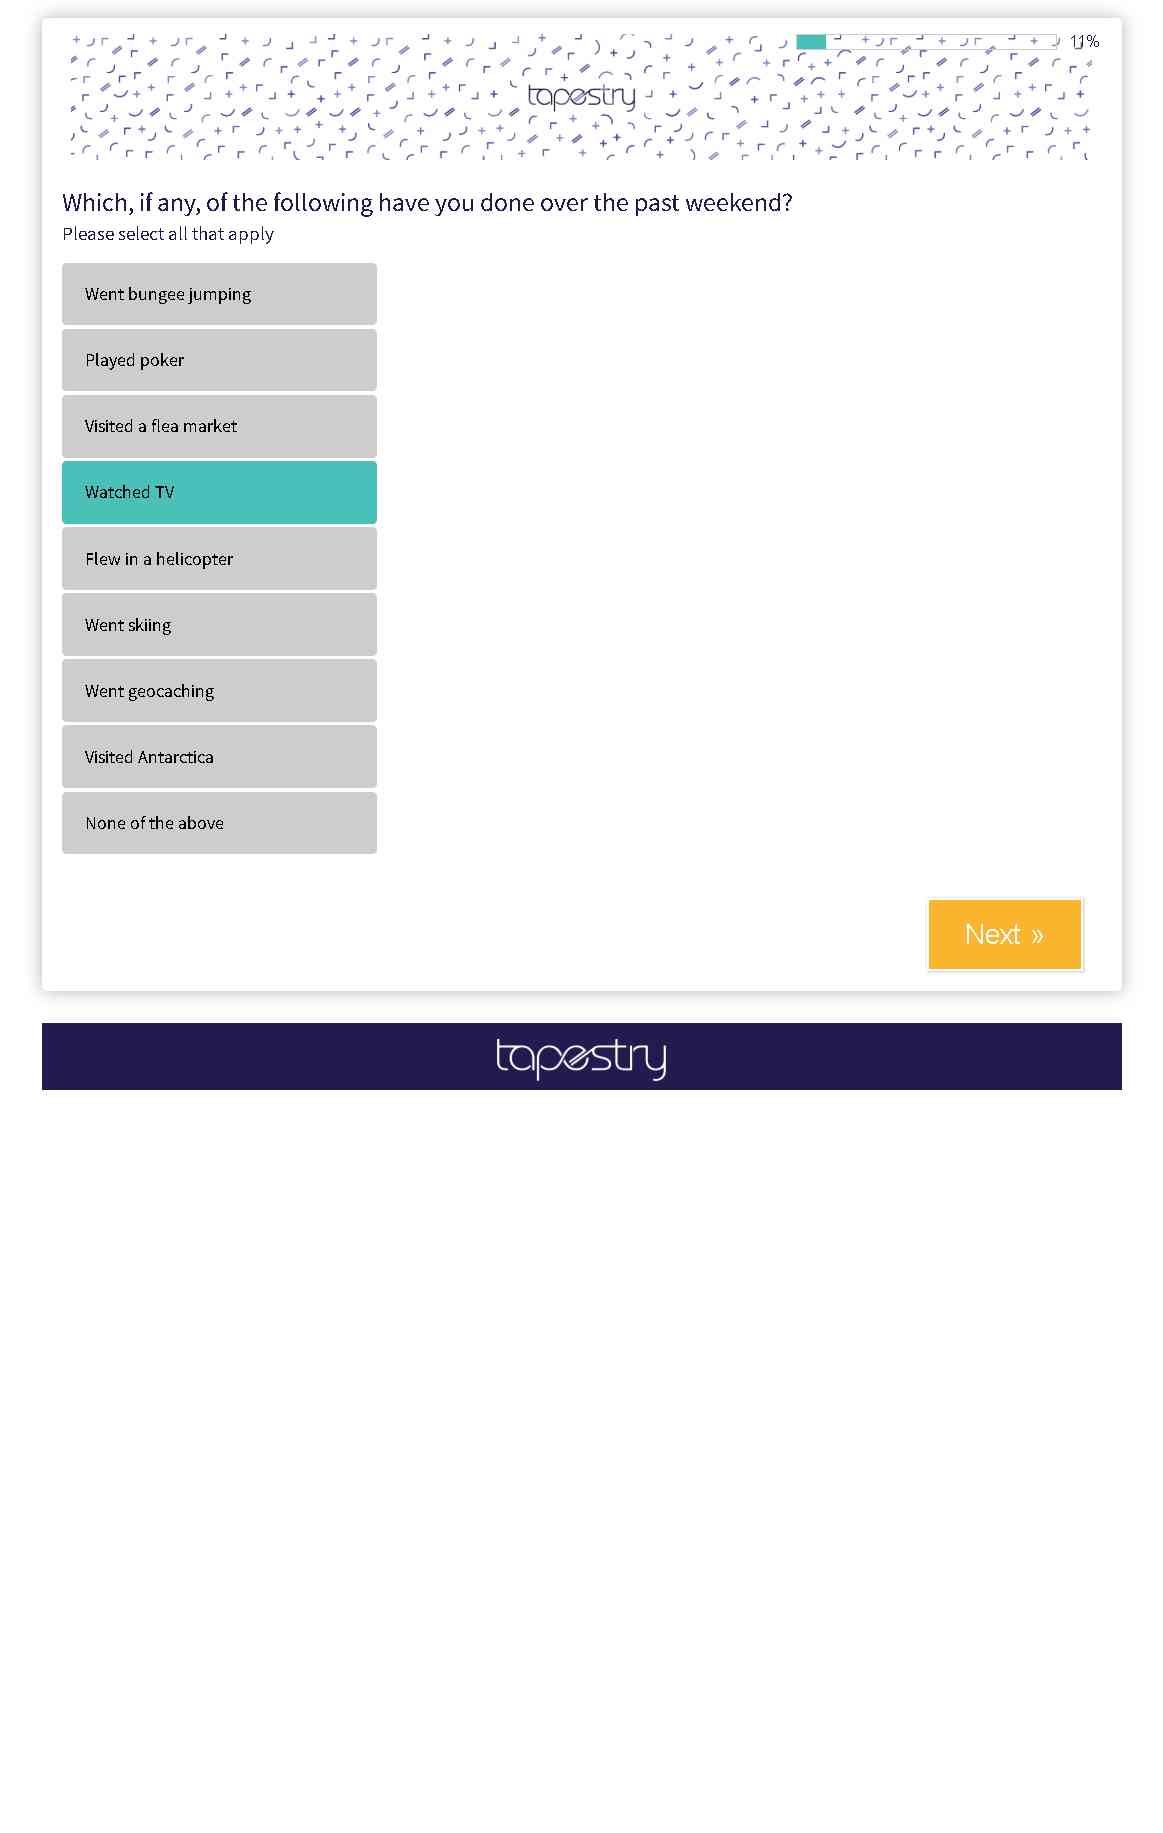 11%
tapestry
Which, if any, of the following have you done over the past weekend?
Please select all that apply
Went bungee jumping
Played poker
Visited a flea market
Watched TV
Flew in a helicopter
Went skiing
Went geocaching
Visited Antarctica
None of the above
Next »
tapestry